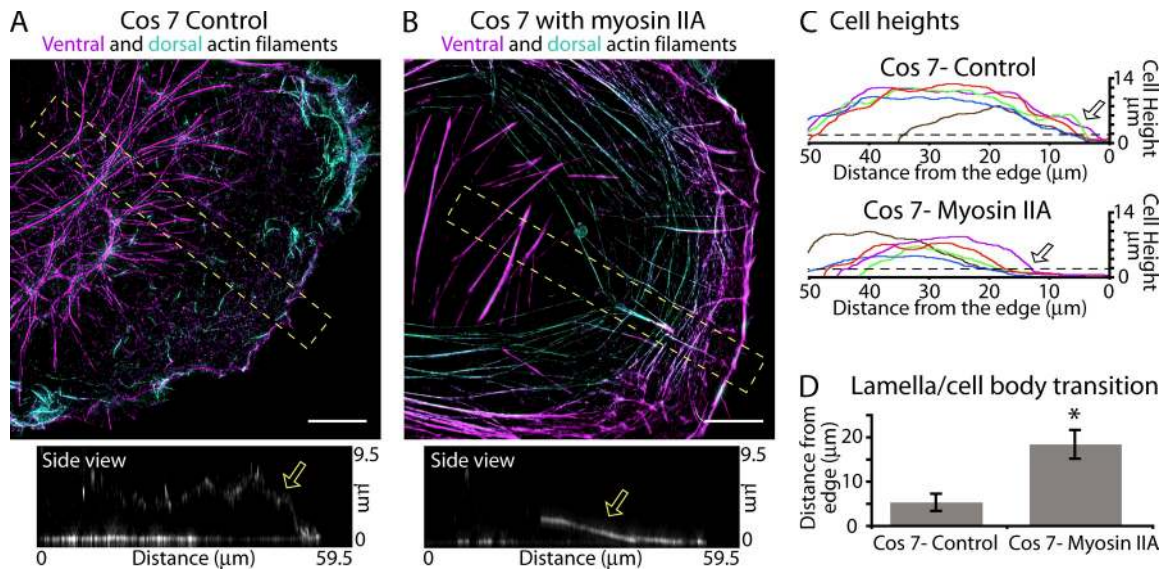 A Cos 7 Control
Ventral and dorsal actin filaments
Side view
9.5
µm
0
0 Distance (µm) 59.5
B Cos 7 with myosin IIA
Ventral and dorsal actin filaments
Side view
9.5
µm
0
0 Distance (µm) 59.5
C Cell heights
Cos 7- Control
14
0
Cell Height
µm
50 40 30 20 10 0
Distance from the edge (µm)
Cos 7- Myosin IIA
14
0
Cell Height
µm
50 40 30 20 10 0
Distance from the edge (µm)
D Lamella/cell body transition
Distance from
edge (µm)
20
10
0
*
Cos 7- Control Cos 7- Myosin IIA